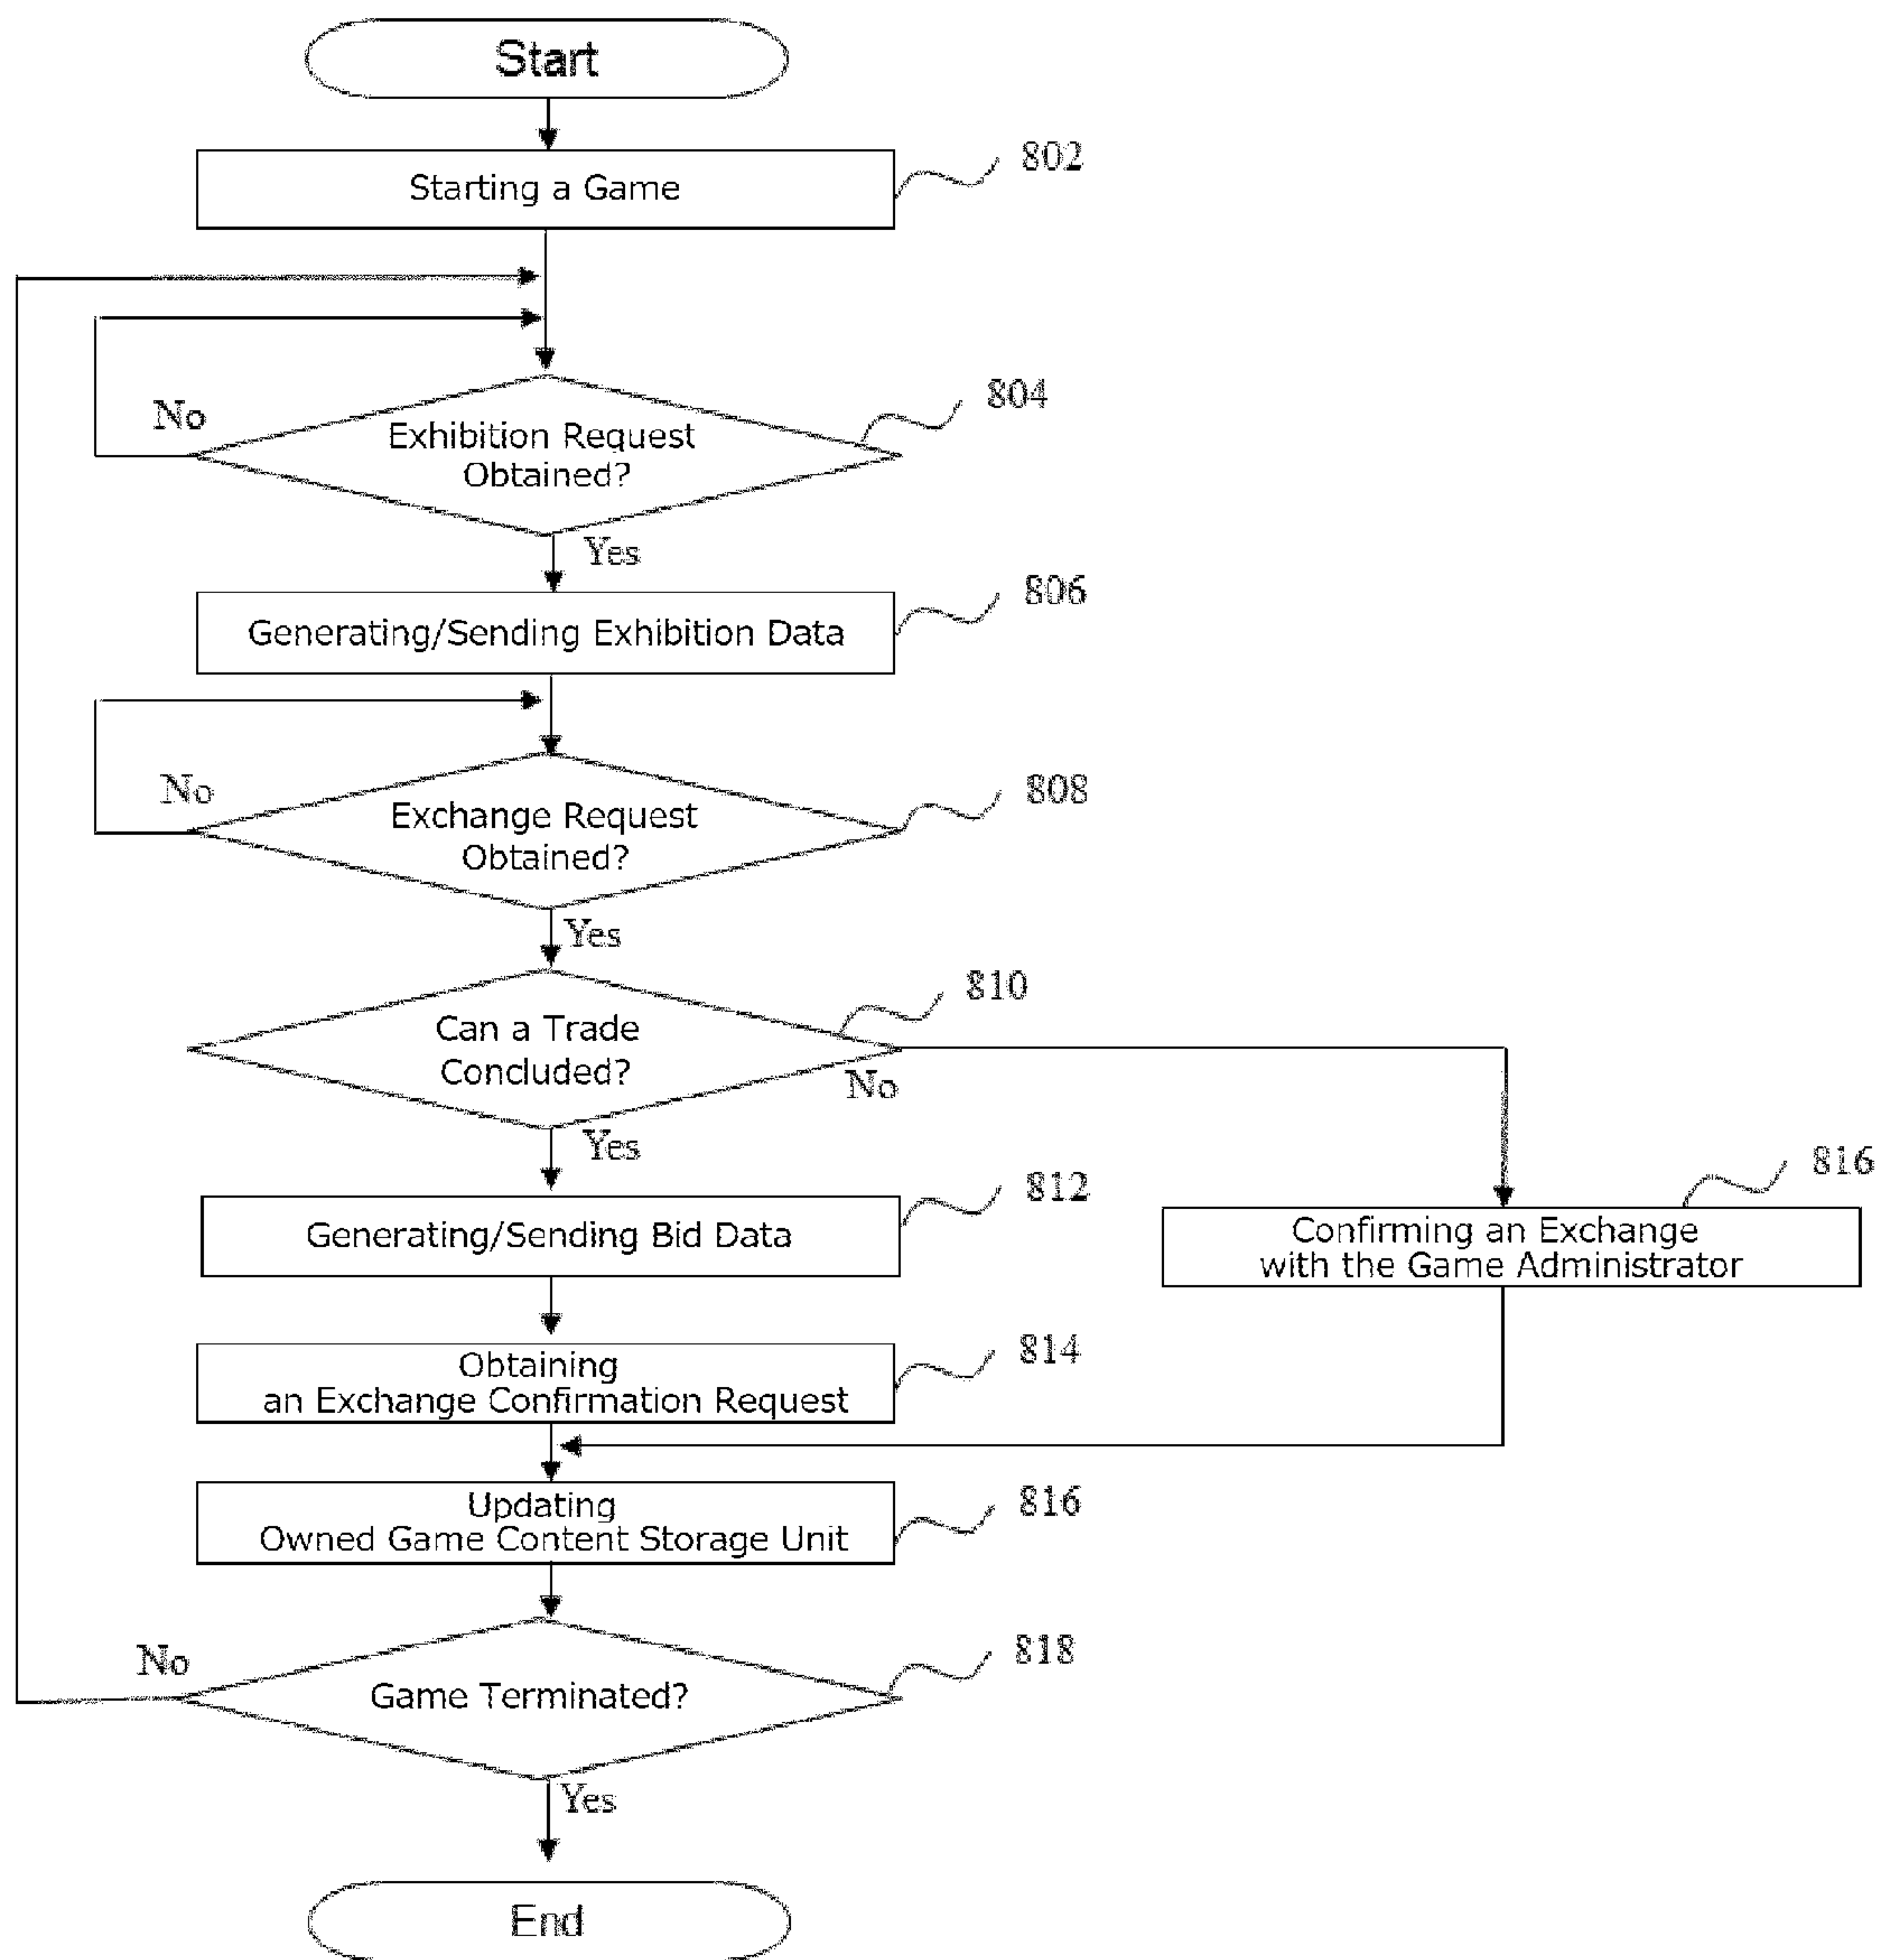 Start
802
Starting a Game
804
No
Exhibition Request
Obtained?
Yes
806
Generating/Sending Exhibition Data
No
808
Exchange Request
Obtained?
Yes
810
Can a Trade
Concluded?
No
Yes
812
816
Generating/Sending Bid Data
Confirming an Exchange
with the Game Administrator
814
Obtaining
an Exchange Confirmation Request
816
Updating
Owned Game Content Storage Unit
No
818
Game Terminated?
Yes
End